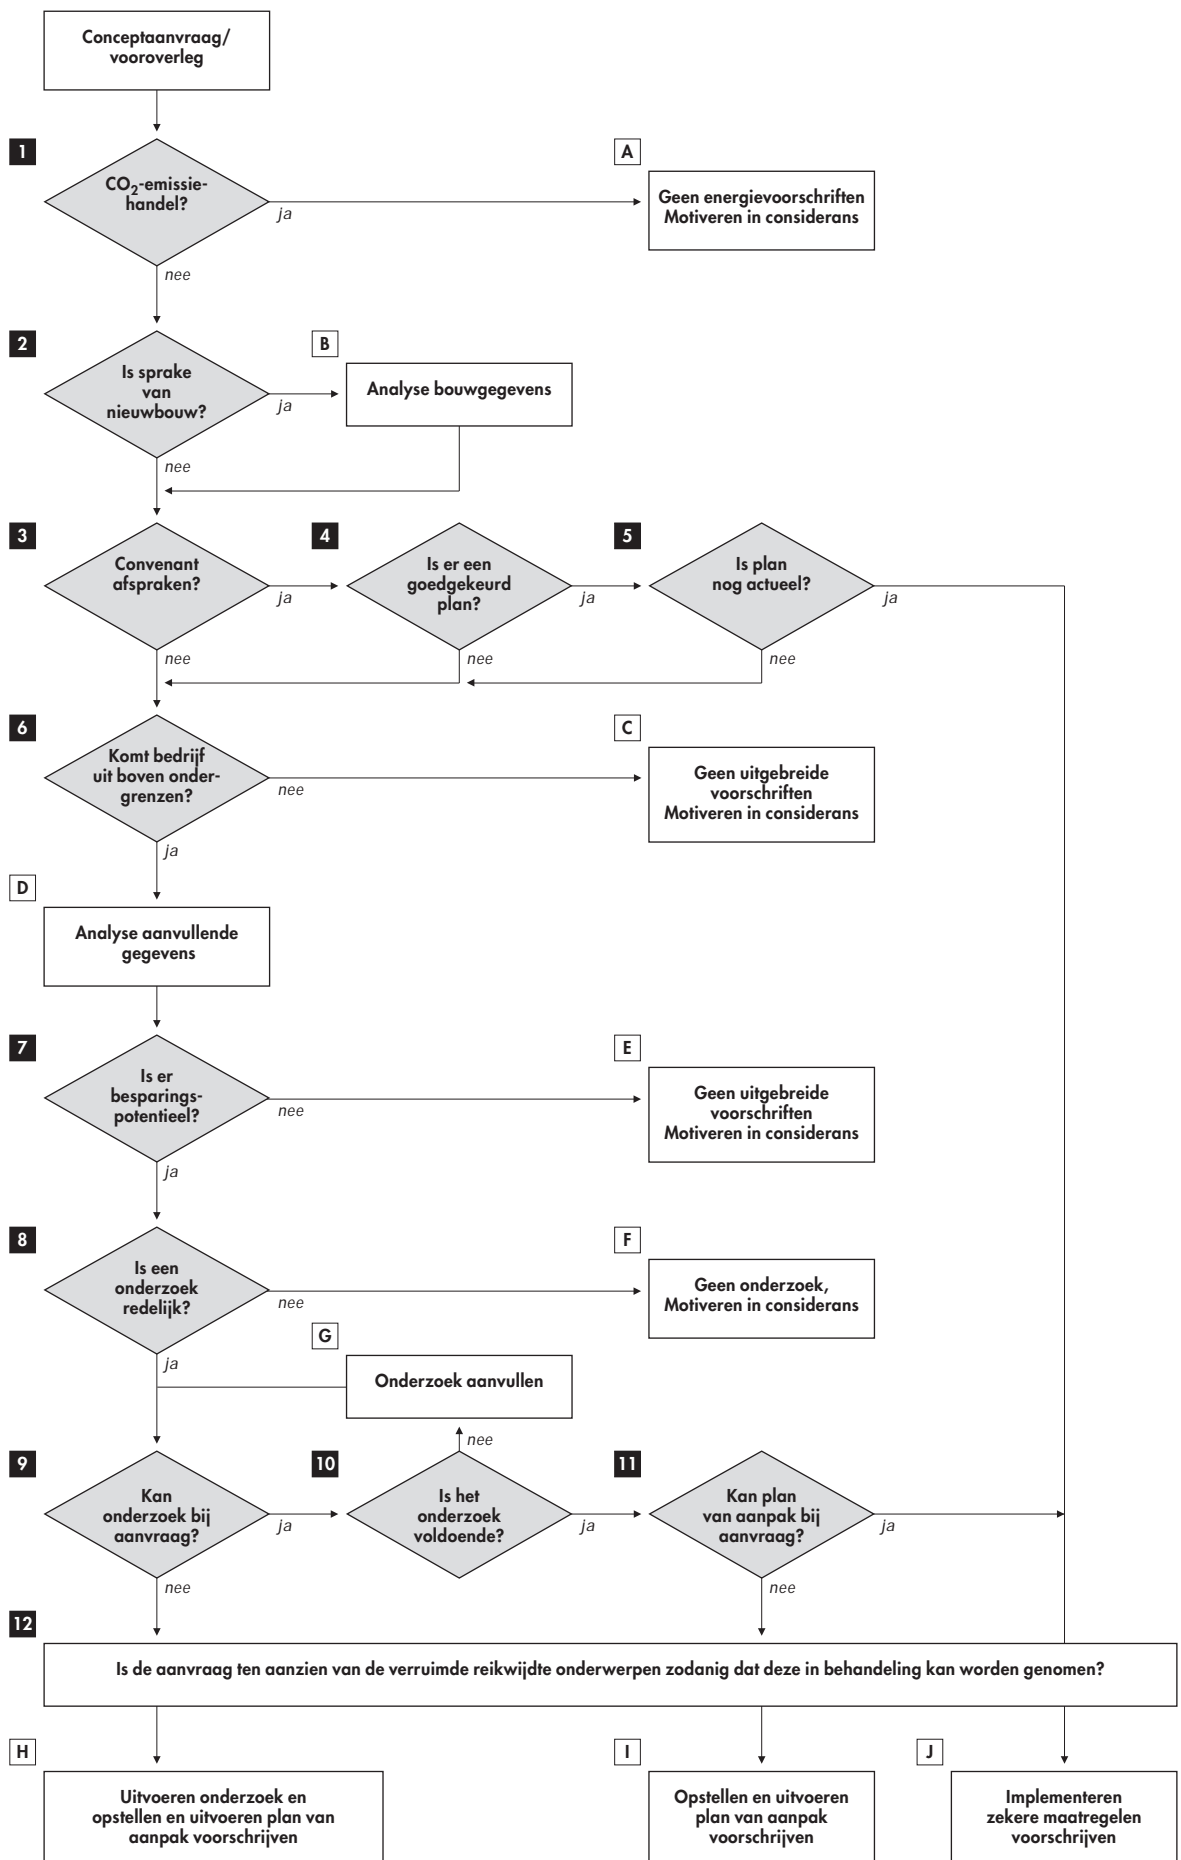 Conceptaanvraag/
vooroverleg
1
A
CO2-emissie-
handel?
ja
Geen energievoorschriften
Motiveren in considerans
nee
2
B
Is sprake
van
nieuwbouw?
ja
Analyse bouwgegevens
nee
3
4
5
Convenant
afspraken?
ja
Is er een
goedgekeurd
plan?
ja
Is plan
nog actueel?
ja
nee
nee
nee
6
C
Komt bedrijf
uit boven onder-
grenzen?
nee
Geen uitgebreide
voorschriften
Motiveren in considerans
ja
D
Analyse aanvullende
gegevens
7
E
Is er
besparings-
potentieel?
nee
Geen uitgebreide
voorschriften
Motiveren in considerans
ja
8
F
Is een
onderzoek
redelijk?
nee
Geen onderzoek,
Motiveren in considerans
ja
G
Onderzoek aanvullen
nee
9
10
11
Kan
onderzoek bij
aanvraag?
ja
Is het
onderzoek
voldoende?
ja
Kan plan
van aanpak bij
aanvraag?
ja
nee
nee
12
Is de aanvraag ten aanzien van de verruimde reikwijdte onderwerpen zodanig dat deze in behandeling kan worden genomen?
H
I
J
Uitvoeren onderzoek en
opstellen en uitvoeren plan van
aanpak voorschrijven
Opstellen en uitvoeren
plan van aanpak
voorschrijven
Implementeren
zekere maatregelen
voorschrijven